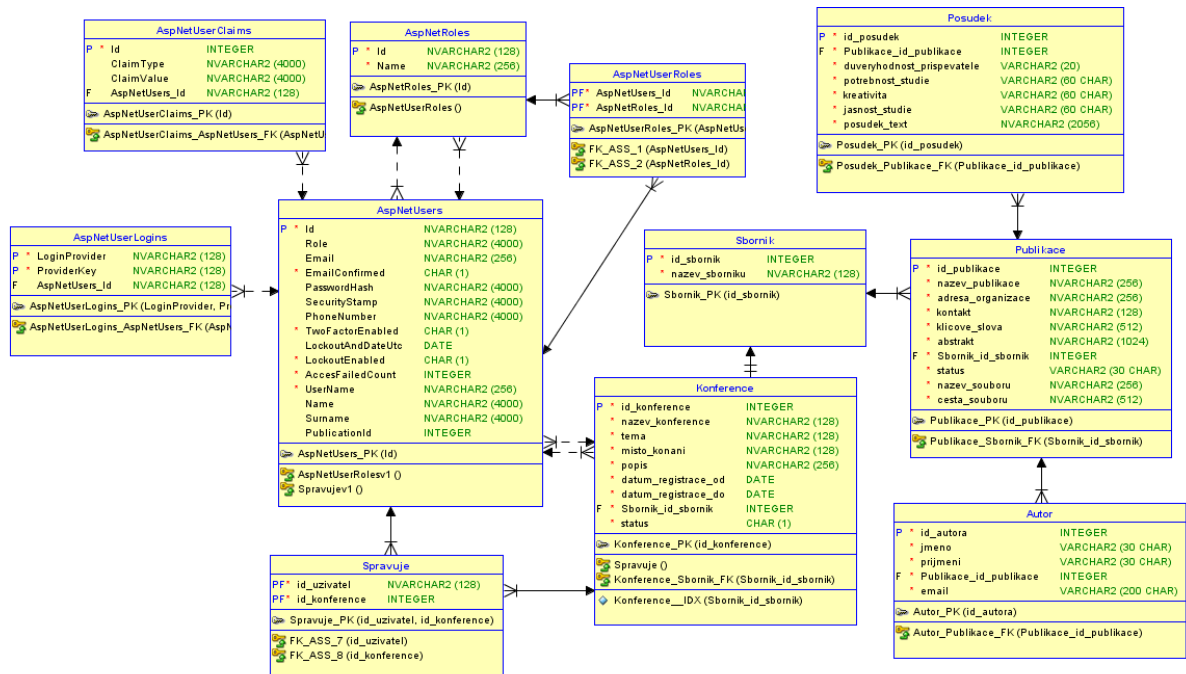 AspNetUserClaims
P * Id INTEGER
ClaimType NVARCHAR2 (4000)
ClaimValue NVARCHAR2 (4000)
F AspNetUsers_Id NVARCHAR2 (128)
AspNetUserClaims_PK (Id)
AspNetUserClaims_AspNetUsers_FK (AspNetU
AspNetRoles
P * Id NVARCHAR2 (128)
* Name NVARCHAR2 (256)
AspNetRoles_PK (Id)
AspNetUserRoles ()
AspNetUserRoles
PF* AspNetUsers_Id NVARCHA
PF* AspNetRoles_Id NVARCHA
AspNetUserRoles_PK (AspNetUs
FK_ASS_1 (AspNetUsers_Id)
FK_ASS_2 (AspNetRoles_Id)
Posudek
P * id_posudek INTEGER
F * Publikace_id_publikace INTEGER
* duveryhodnost_prispevatele VARCHAR2 (20)
* potrebnost_studie VARCHAR2 (60 CHAR)
* kreativita VARCHAR2 (60 CHAR)
* jasnost_studie VARCHAR2 (60 CHAR)
* posudek_text NVARCHAR2 (2056)
Posudek_PK (id_posudek)
Posudek_Publikace_FK (Publikace_id_publikace)
AspNetUserLogins
P * LoginProvider NVARCHAR2 (128)
P * ProviderKey NVARCHAR2 (128)
F AspNetUsers_Id NVARCHAR2 (128)
AspNetUserLogins_PK (LoginProvider, Pr
AspNetUserLogins_AspNetUsers_FK (AspN
AspNetUsers
P * Id NVARCHAR2 (128)
Role NVARCHAR2 (4000)
Email NVARCHAR2 (256)
* EmailConfirmed CHAR (1)
PasswordHash NVARCHAR2 (4000)
SecurityStamp NVARCHAR2 (4000)
PhoneNumber NVARCHAR2 (4000)
* TwoFactorEnabled CHAR (1)
LockoutAndDateUtc DATE
* LockoutEnabled CHAR (1)
* AccesFailedCount INTEGER
* UserName NVARCHAR2 (256)
Name NVARCHAR2 (4000)
Surname NVARCHAR2 (4000)
PublicationId INTEGER
AspNetUsers_PK (Id)
AspNetUserRolesv1 ()
Spravujev1 ()
Sbornik
P * id_sbornik INTEGER
* nazev_sborniku NVARCHAR2 (128)
Sbornik_PK (id_sbornik)
Publikace
P * id_publikace INTEGER
* nazev_publikace NVARCHAR2 (256)
* adresa_organizace NVARCHAR2 (256)
* kontakt NVARCHAR2 (128)
* klicove_slova NVARCHAR2 (512)
* abstrakt NVARCHAR2 (1024)
F * Sbornik_id_sbornik INTEGER
* status VARCHAR2 (30 CHAR)
* nazev_souboru NVARCHAR2 (256)
* cesta_souboru NVARCHAR2 (512)
Publikace_PK (id_publikace)
Publikace_Sbornik_FK (Sbornik_id_sbornik)
Konference
P * id_konference INTEGER
* nazev_konference NVARCHAR2 (128)
* tema NVARCHAR2 (128)
* misto_konani NVARCHAR2 (128)
* popis NVARCHAR2 (256)
* datum_registrace_od DATE
* datum_registrace_do DATE
F * Sbornik_id_sbornik INTEGER
* status CHAR (1)
Konference_PK (id_konference)
Spravuje ()
Konference_Sbornik_FK (Sbornik_id_sbornik)
Konference__IDX (Sbornik_id_sbornik)
Spravuje
PF* id_uzivatel NVARCHAR2 (128)
PF* id_konference INTEGER
Spravuje_PK (id_uzivatel, id_konference)
FK_ASS_7 (id_uzivatel)
FK_ASS_8 (id_konference)
Autor
P * id_autora INTEGER
* jmeno VARCHAR2 (30 CHAR)
* prijmeni VARCHAR2 (30 CHAR)
F * Publikace_id_publikace INTEGER
* email VARCHAR2 (200 CHAR)
Autor_PK (id_autora)
Autor_Publikace_FK (Publikace_id_publikace)